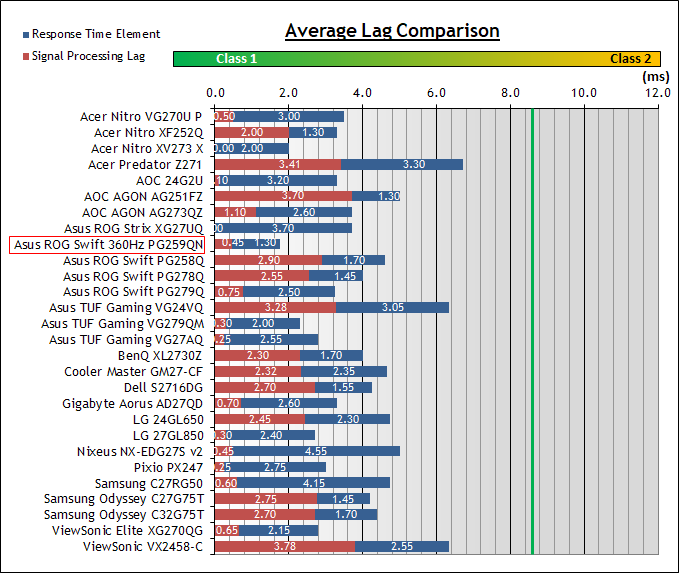 Average Lag Comparison
Response Time Element
Signal Processing Lag
Class 1 Class 2
(ms)
0.0 2.0 4.0 6.0 8.0 10.0 12.0
Acer Nitro VG270U P 0.50 3.00
Acer Nitro XF252Q 2.00 1.30
Acer Nitro XV273 X 0.00 2.00
Acer Predator Z271 3.41 3.30
AOC 24G2U .10 3.20
AOC AGON AG251FZ 3.70 1.30
AOC AGON AG273QZ 1.10 2.60
Asus ROG Strix XG27UQ 00 3.70
Asus ROG Swift 360Hz PG259QN 0.45 1.30
Asus ROG Swift PG258Q 2.90 1.70
Asus ROG Swift PG278Q 2.55 1.45
Asus ROG Swift PG279Q 0.75 2.50
Asus TUF Gaming VG24VQ 3.28 3.05
Asus TUF Gaming VG279QM 0.30 2.00
Asus TUF Gaming VG27AQ .25 2.55
BenQ XL2730Z 2.30 1.70
Cooler Master GM27-CF 2.32 2.35
Dell S2716DG 2.70 1.55
Gigabyte Aorus AD27QD 0.70 2.60
LG 24GL650 2.45 2.30
LG 27GL850 0.30 2.40
Nixeus NX-EDG27S v2 0.45 4.55
Pixio PX247 .25 2.75
Samsung C27RG50 0.60 4.15
Samsung Odyssey C27G75T 2.75 1.45
Samsung Odyssey C32G75T 2.70 1.70
ViewSonic Elite XG270QG 0.65 2.15
ViewSonic VX2458-C 3.78 2.55